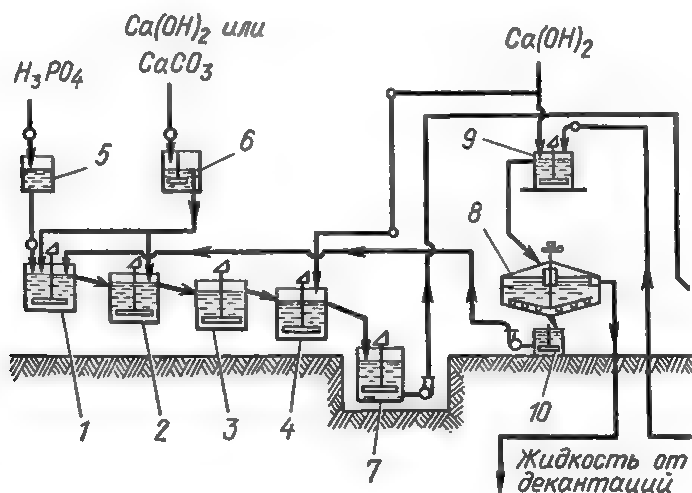 Ca(OH)₂ или
CaCO₃
Ca(OH)₂
H₃PO₄
5
6
9
8
1
2
3
4
7
10
Жидкость от
декантаций